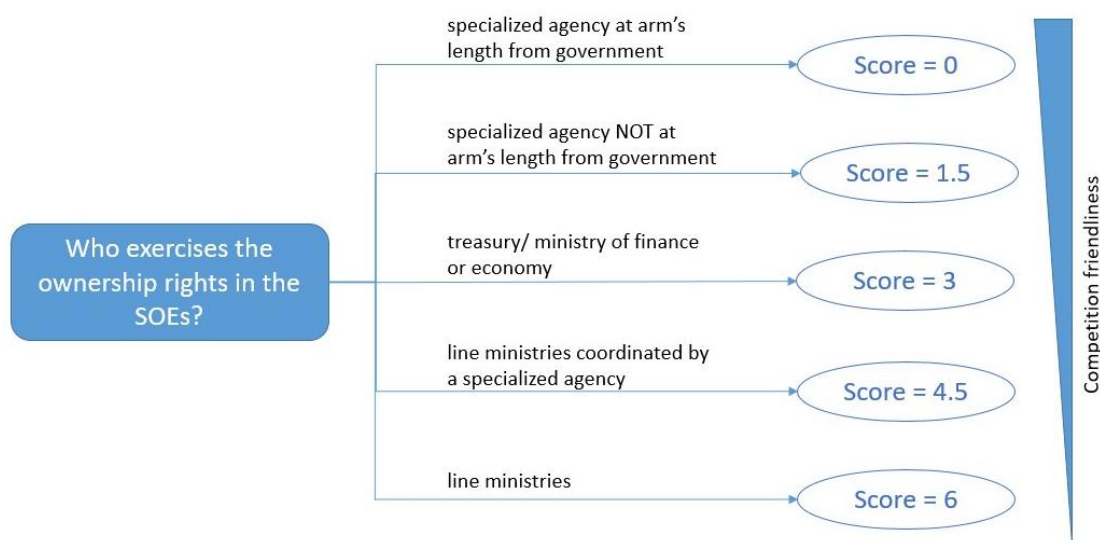 specialized agency at arm's
length from government
Score = 0
specialized agency NOT at
arm's length from government
Score = 1.5
Who exercises the
ownership rights in the
SOEs?
treasury/ ministry of finance
or economy
Score = 3
line ministries coordinated by
a specialized agency
Score = 4.5
line ministries
Score = 6
Competition friendliness